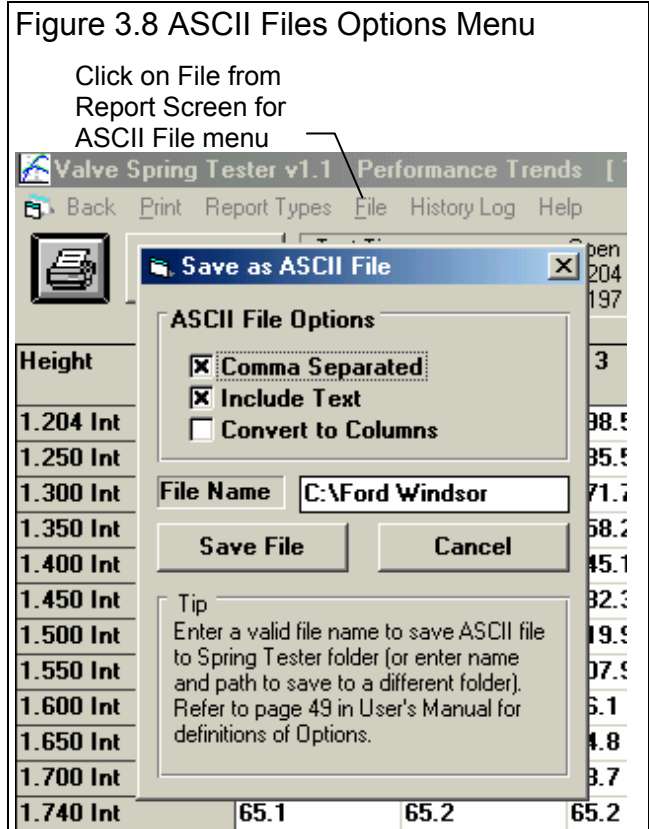 Figure 3.8 ASCII Files Options Menu
Click on File from
Report Screen for
ASCII File menu
Valve Spring Tester v1.1 Performance Trends [
Back Print Report Types File History Log Help
204
197
Save as ASCII File
ASCII File Options
Comma Separated
Include Text
Convert to Columns
File Name C:\Ford Windsor
Save File Cancel
Tip
Enter a valid file name to save ASCII file
to Spring Tester folder (or enter name
and path to save to a different folder).
Refer to page 49 in User's Manual for
definitions of Options.
Height 3
1.204 Int
1.250 Int
1.300 Int
1.350 Int
1.400 Int
1.450 Int
1.500 Int
1.550 Int
1.600 Int
1.650 Int
1.700 Int
1.740 Int 65.1 65.2 65.2